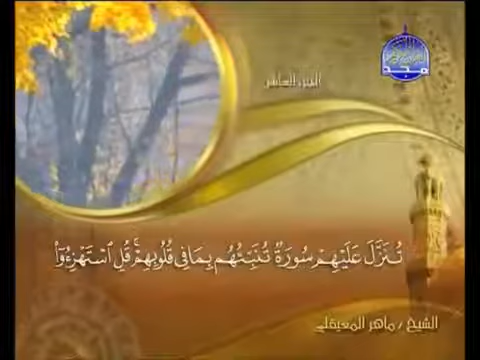 الجزء العاشر
تُنَزَّلَ عَلَيْهِمْ سُورَةٌ تُنَبِّئُهُم بِمَا فِي قُلُوبِهِمْ ۚ قُلِ ٱسْتَهْزِءُوٓا۟
الشيخ / ماهر المعيقلي